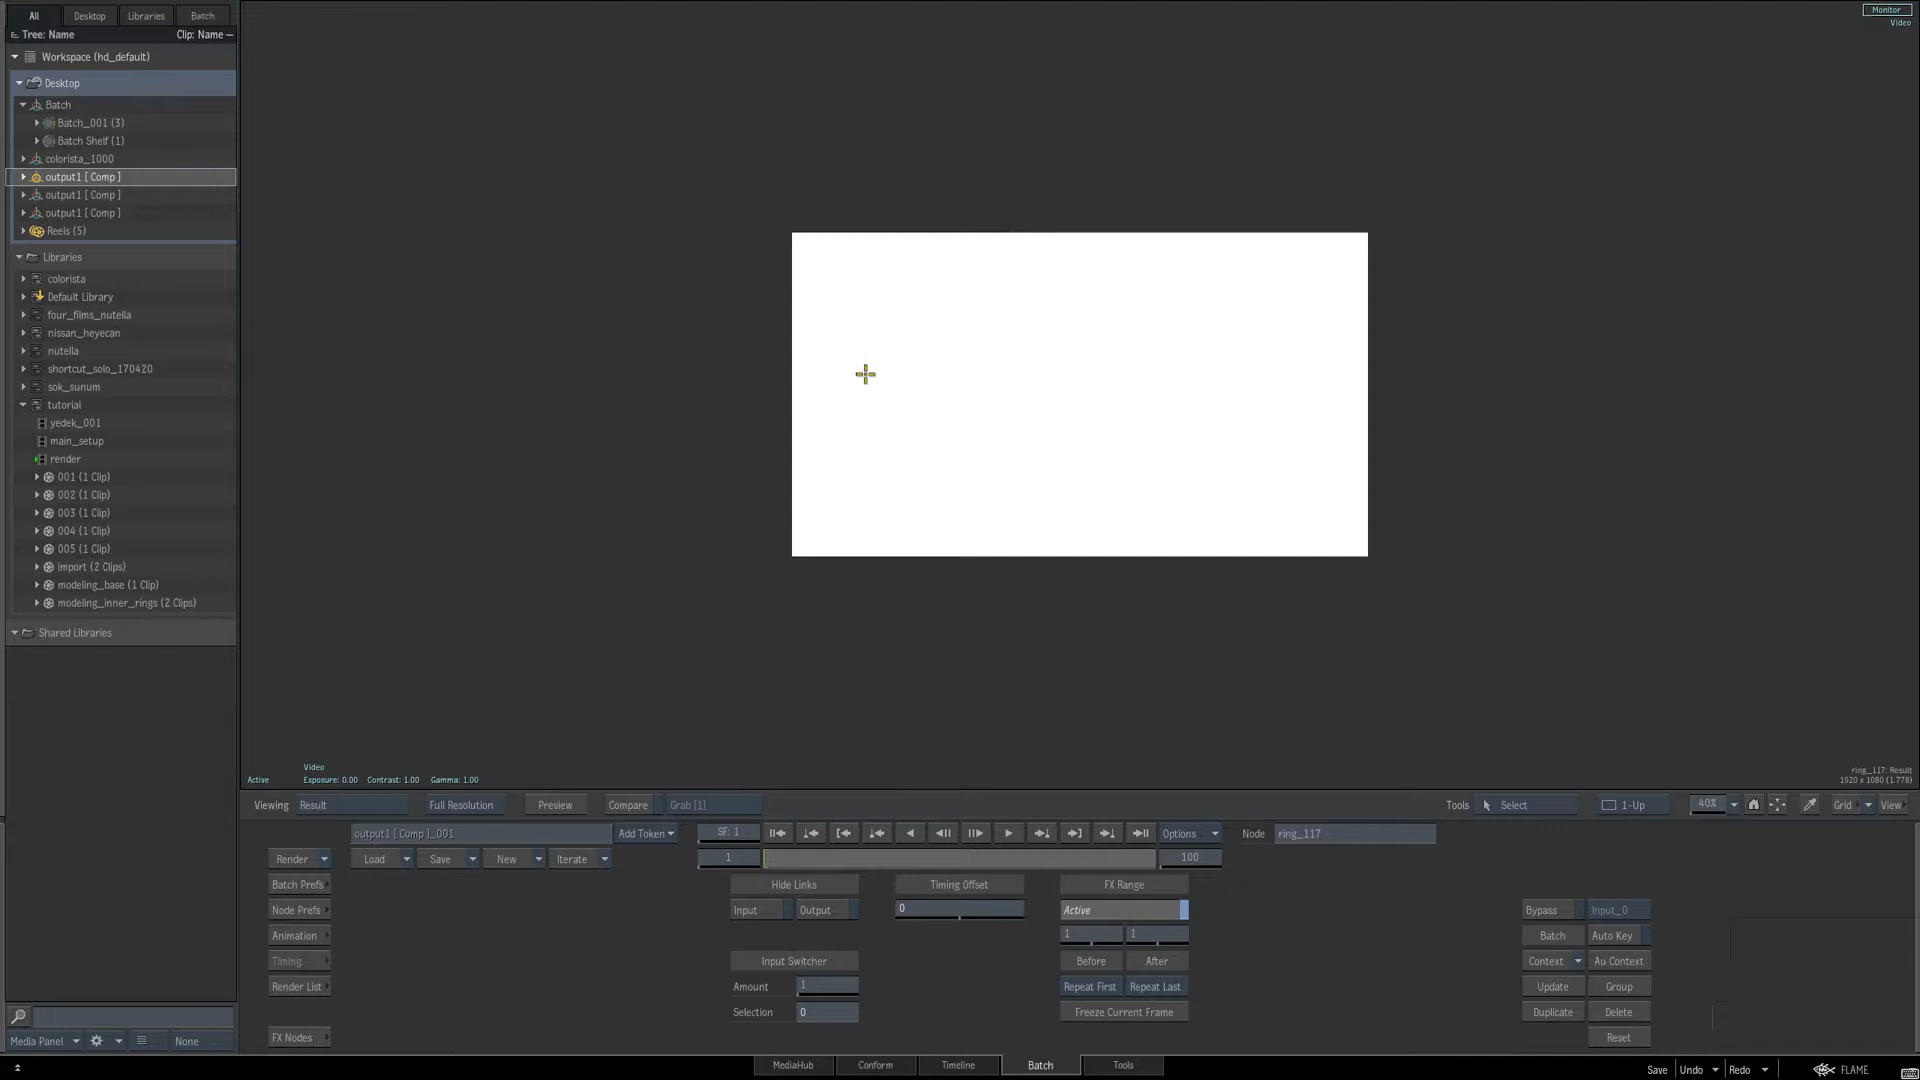 All Desktop Libraries Batch
Tree: Name Clip: Name
Workspace (hd_default)
Desktop
Batch
Batch_001 (3)
Batch Shelf (1)
colorista_1000
output1 [ Comp ]
output1 [ Comp ]
output1 [ Comp ]
Reels (5)
Libraries
colorista
Default Library
four_films_nutella
nissan_heyecan
nutella
shortcut_solo_170420
sok_sunum
tutorial
yedek_001
main_setup
render
001 (1 Clip)
002 (1 Clip)
003 (1 Clip)
004 (1 Clip)
005 (1 Clip)
import (2 Clips)
modeling_base (1 Clip)
modeling_inner_rings (2 Clips)
Shared Libraries
Media Panel None
Monitor
Video
Video
Active Exposure: 0.00 Contrast: 1.00 Gamma: 1.00
ring_117: Result
1920 x 1080 (1.778)
Viewing Result Full Resolution Preview Compare Grab [1] Tools Select 1-Up 40% Grid View
output1 [ Comp ]_001 Add Token SF: 1 Options Node ring_117
Render Load Save New Iterate 1 100
Batch Prefs Hide Links Timing Offset FX Range
Node Prefs Input Output 0 Active Bypass Input_0
Animation 1 1 Batch Auto Key
Timing Input Switcher Before After Context Au Context
Render List Amount 1 Repeat First Repeat Last Update Group
Selection 0 Freeze Current Frame Duplicate Delete
FX Nodes Reset
MediaHub Conform Timeline Batch Tools
Save Undo Redo FLAME